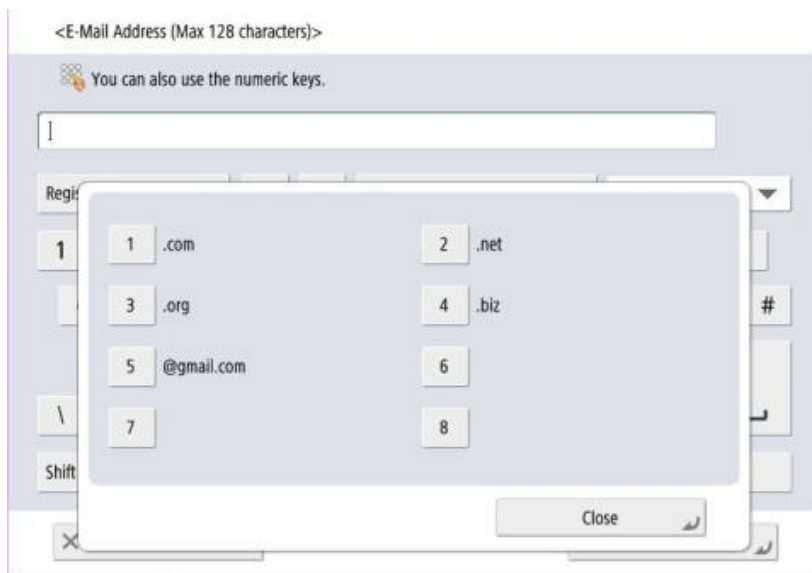 <E-Mail Address (Max 128 characters)>
You can also use the numeric keys.
Regis
1
1 .com
2 .net
3 .org
4 .biz
#
5 @gmail.com
6
\
7
8
Shift
Close